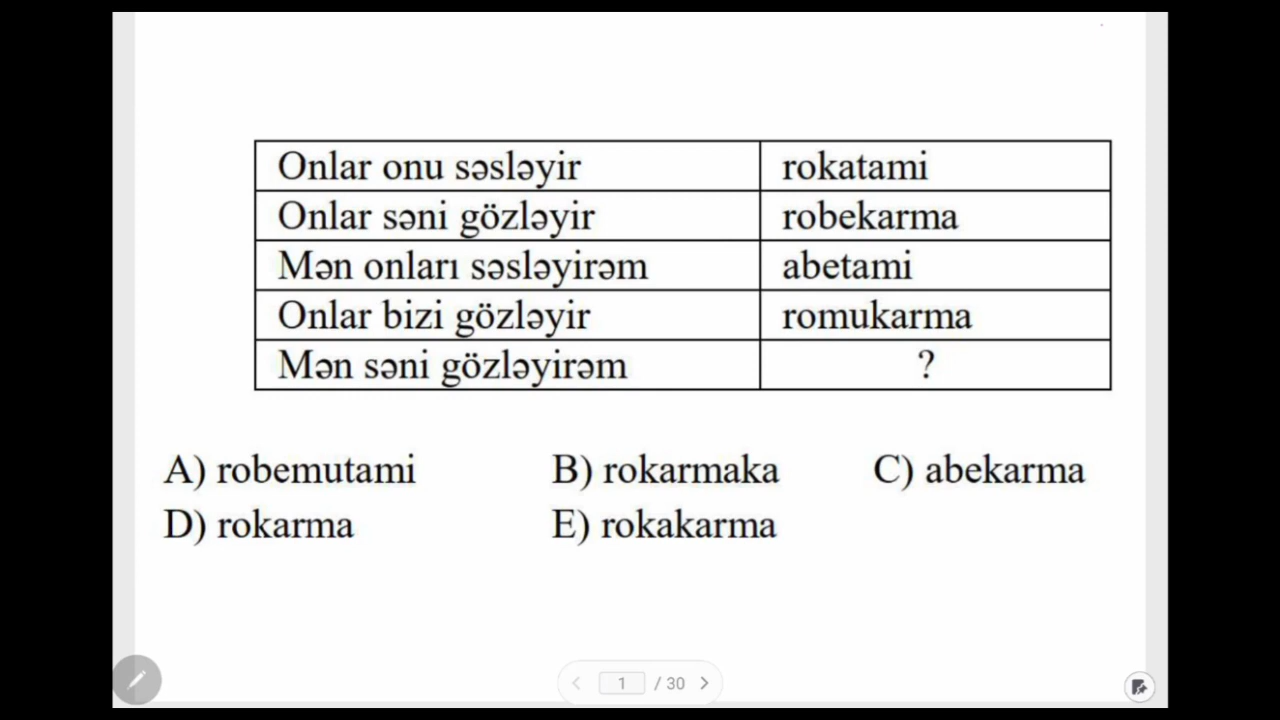 Onlar onu səsləyir rokatami
Onlar səni gözləyir robekarma
Mən onları səsləyirəm abetami
Onlar bizi gözləyir romukarma
Mən səni gözləyirəm ?
A) robemutami B) rokarmaka C) abekarma
D) rokarma E) rokakarma
1 / 30